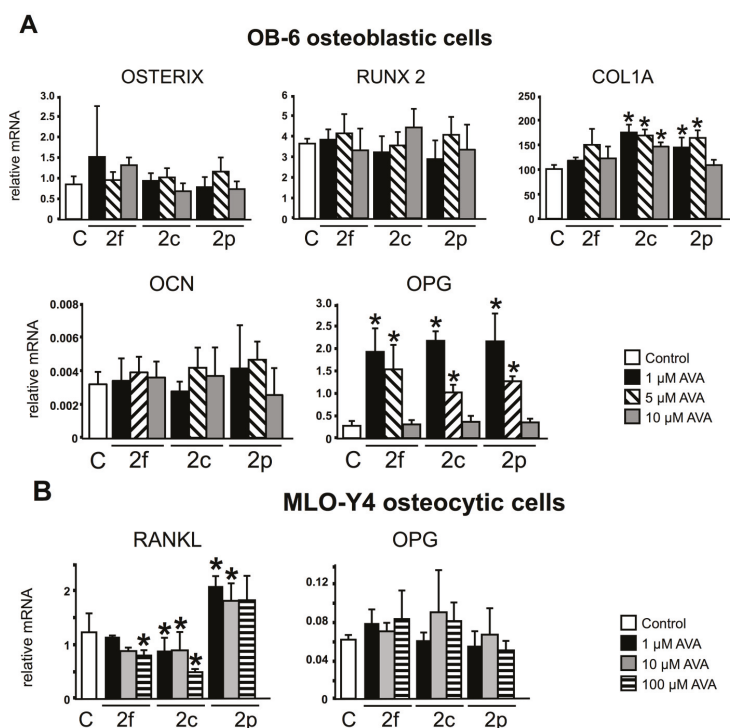 A
OB-6 osteoblastic cells
OSTERIX
RUNX 2
COL1A
relative mRNA
3.0
2.5
2.0
1.5
1.0
0.5
0
6
5
4
3
2
1
0
250
200
150
100
50
0
* * * * *
C 2f 2c 2p
C 2f 2c 2p
C 2f 2c 2p
OCN
OPG
relative mRNA
0.008
0.006
0.004
0.002
0
3.0
2.5
2.0
1.5
1.0
0.5
0
* * * * * *
C 2f 2c 2p
C 2f 2c 2p
Control
1 µM AVA
5 µM AVA
10 µM AVA
B
MLO-Y4 osteocytic cells
RANKL
OPG
relative mRNA
2
1
0
* * * * * *
0.12
0.08
0.04
0
C 2f 2c 2p
C 2f 2c 2p
Control
1 µM AVA
10 µM AVA
100 µM AVA